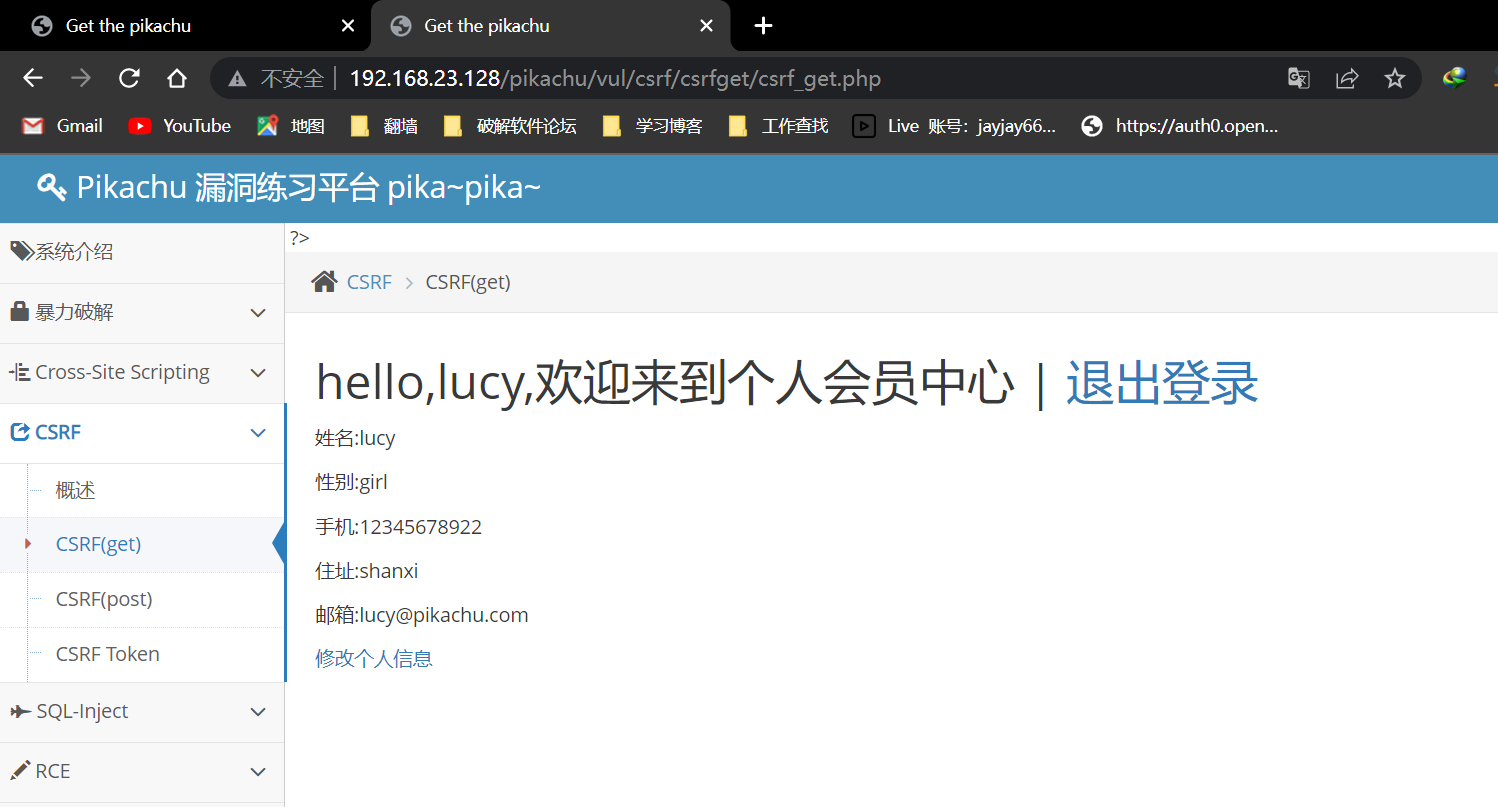 Get the pikachu
Get the pikachu
不安全 192.168.23.128/pikachu/vul/csrf/csrfget/csrf_get.php
Gmail YouTube 地图 翻墙 破解软件论坛 学习博客 工作查找 Live 账号：jayjay66... https://auth0.open...
Pikachu 漏洞练习平台 pika~pika~
系统介绍
暴力破解
Cross-Site Scripting
CSRF
概述
CSRF(get)
CSRF(post)
CSRF Token
SQL-Inject
RCE
?>
CSRF > CSRF(get)
hello,lucy,欢迎来到个人会员中心 | 退出登录
姓名:lucy
性别:girl
手机:12345678922
住址:shanxi
邮箱:lucy@pikachu.com
修改个人信息